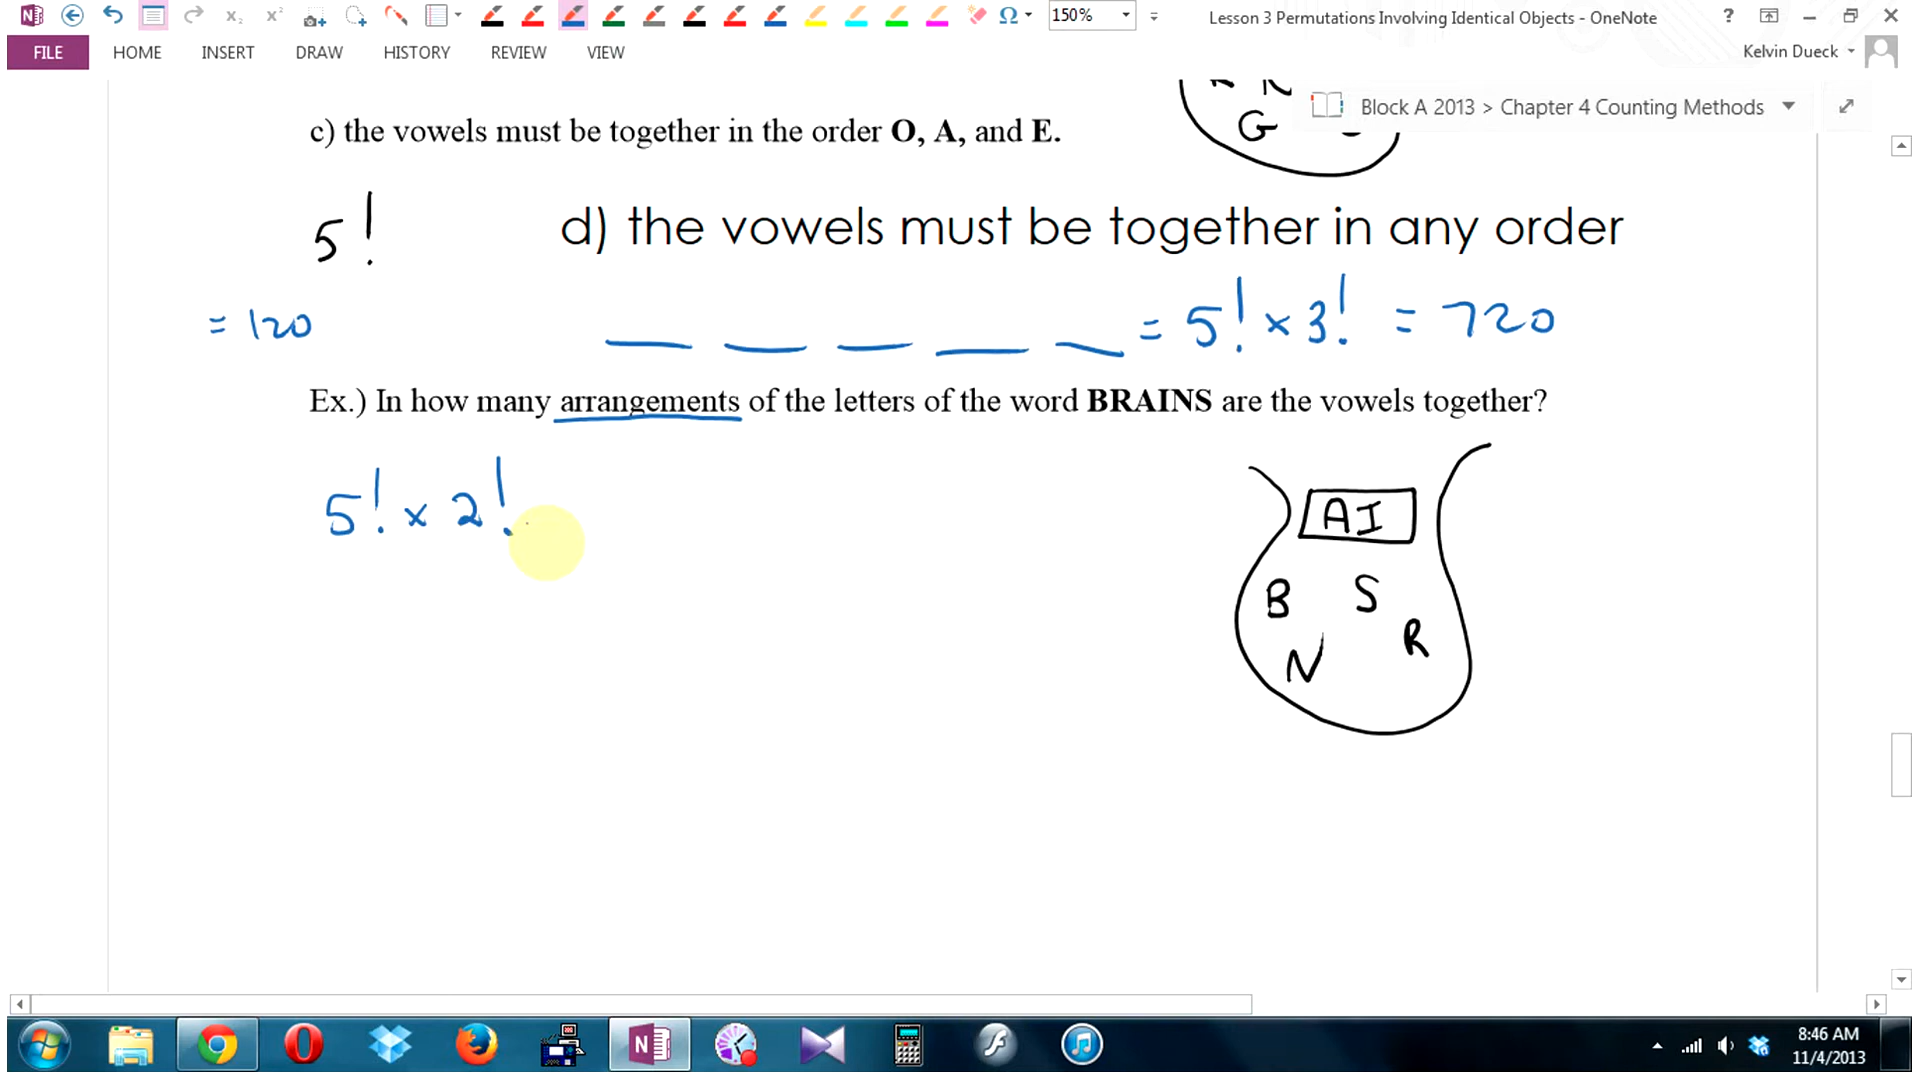 x₂ x² Ω 150% Lesson 3 Permutations Involving Identical Objects - OneNote ?
FILE HOME INSERT DRAW HISTORY REVIEW VIEW Kelvin Dueck
Block A 2013 > Chapter 4 Counting Methods
G
c) the vowels must be together in the order O, A, and E.
5!
d) the vowels must be together in any order
= 120
= 5! × 3! = 720
Ex.) In how many arrangements of the letters of the word BRAINS are the vowels together?
5! × 2!
AI
B S
N R
8:46 AM
11/4/2013